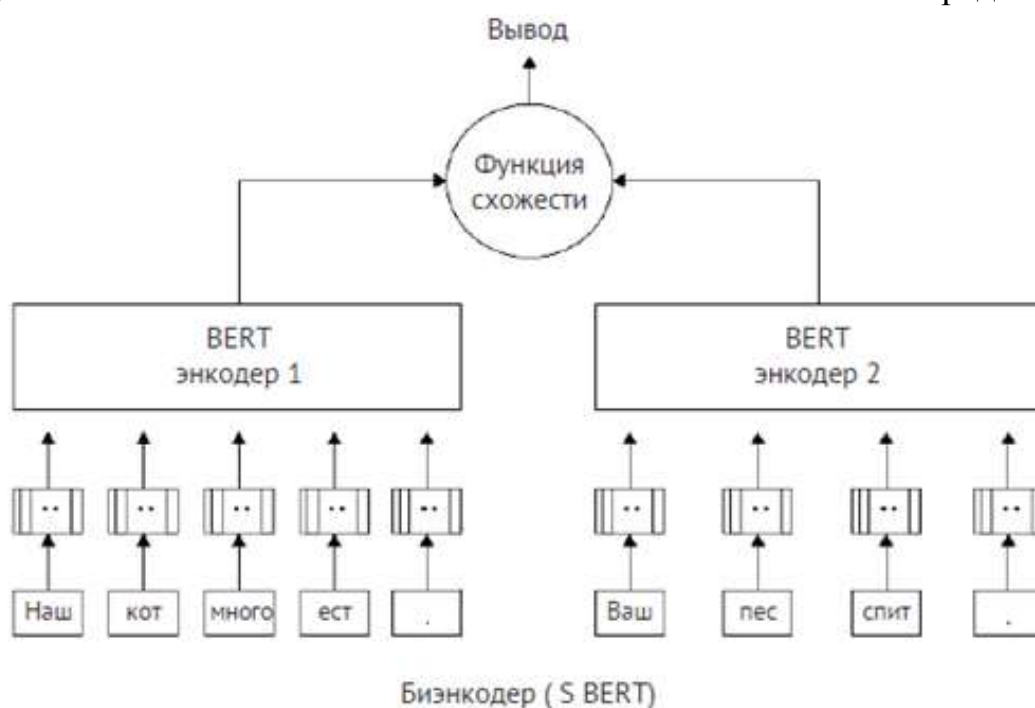 Вывод
Функция
схожести
BERT
энкодер 1
BERT
энкодер 2
Наш кот много ест .
Ваш пес спит .
Биэнкодер ( S BERT)